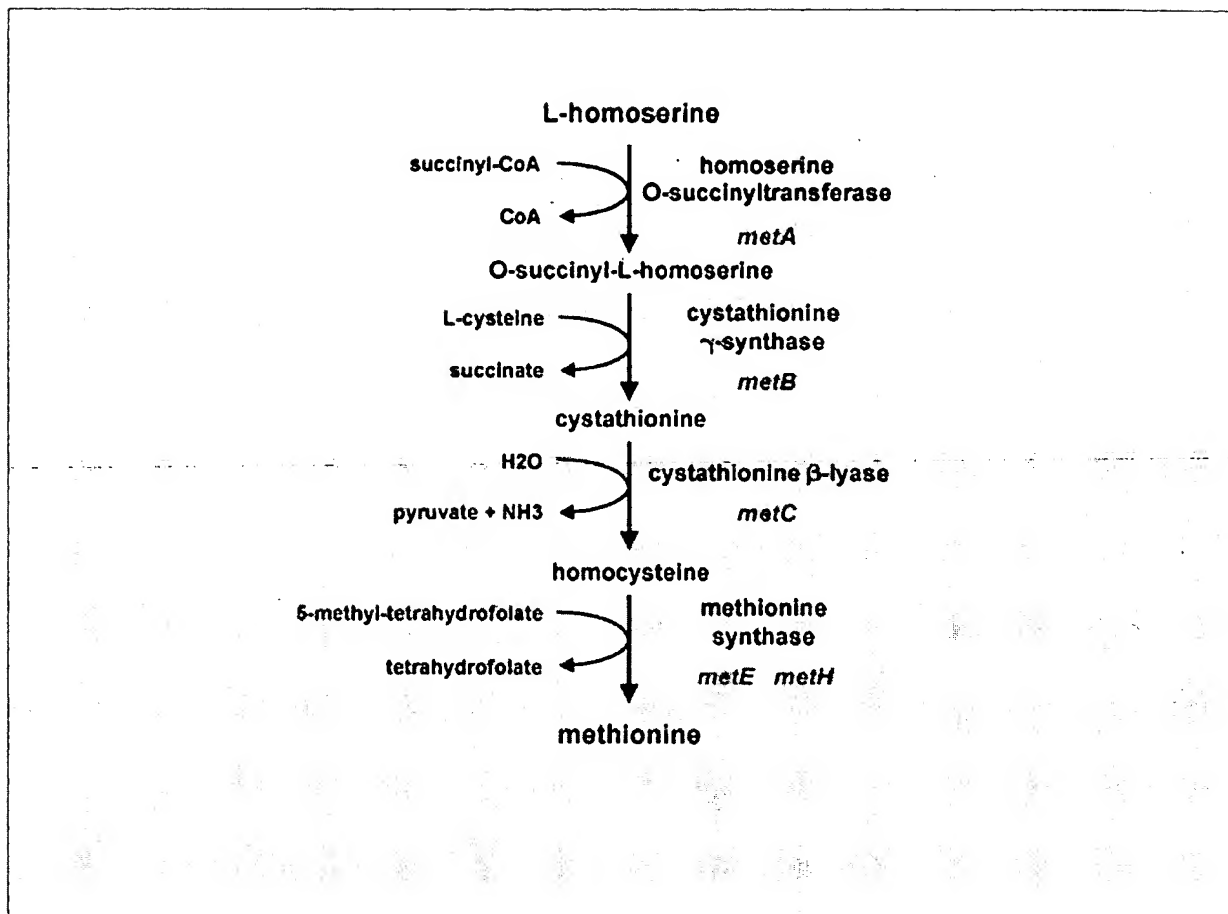 L-homoserine
succinyl-CoA
homoserine
O-succinyltransferase
CoA
metA
O-succinyl-L-homoserine
L-cysteine
cystathionine
γ-synthase
succinate
metB
cystathionine
H2O
cystathionine β-lyase
pyruvate + NH3
metC
homocysteine
5-methyl-tetrahydrofolate
methionine
synthase
tetrahydrofolate
metE metH
methionine